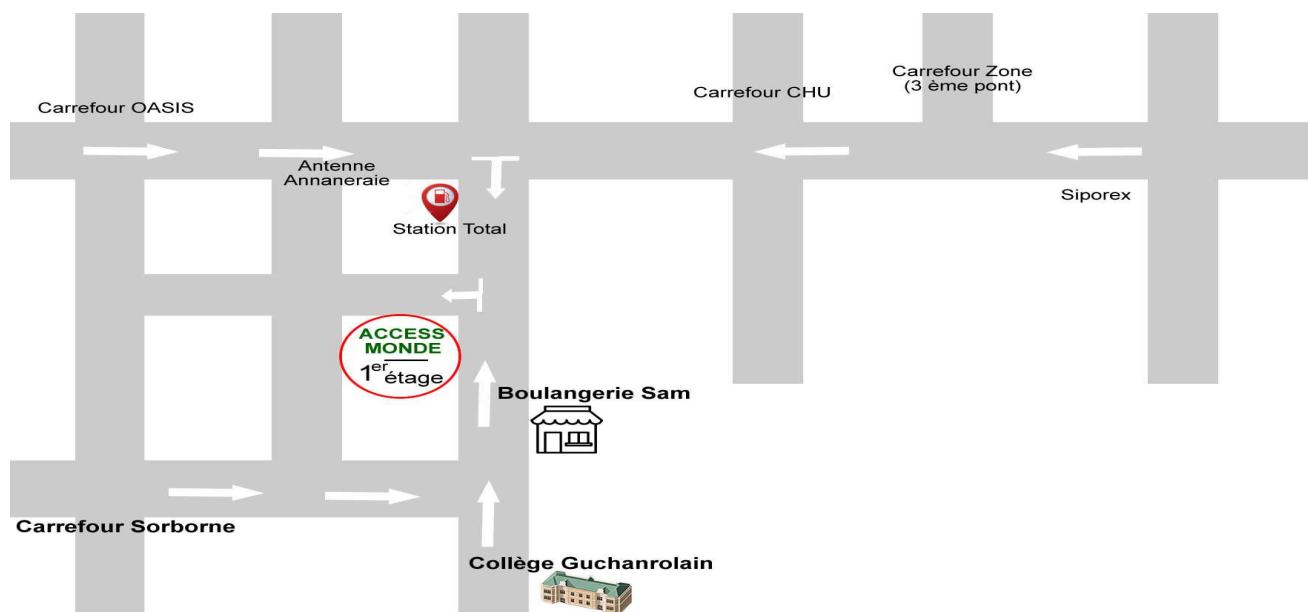 Carrefour OASIS
Carrefour CHU
Carrefour Zone
(3 ème pont)
Antenne
Annaneraie
Siporex
Station Total
ACCESS
MONDE
1er étage
Boulangerie Sam
Carrefour Sorborne
Collège Guchanrolain